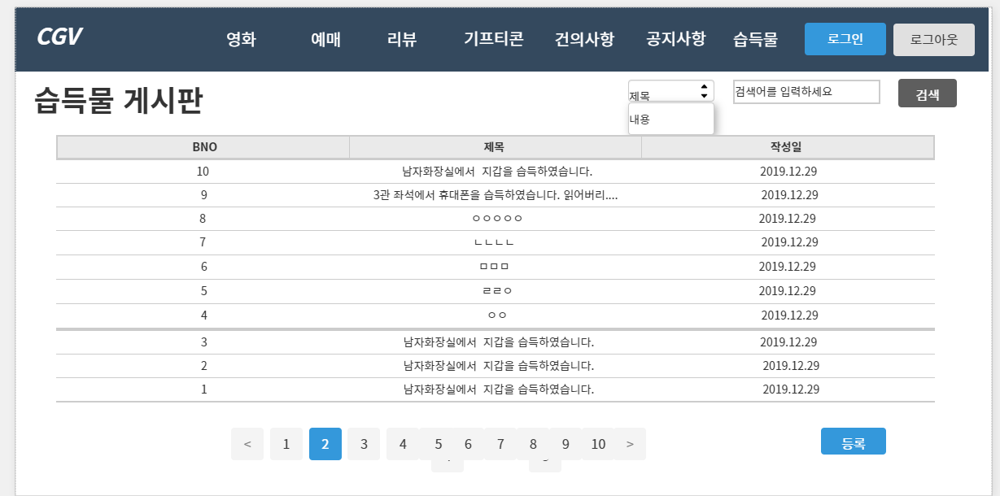 CGV 영화 예매 리뷰 기프티콘 건의사항 공지사항 습득물 로그인 로그아웃
습득물 게시판 제목 검색어를 입력하세요 검색
내용
BNO 제목 작성일
10 남자화장실에서 지갑을 습득하였습니다. 2019.12.29
9 3관 좌석에서 휴대폰을 습득하였습니다. 읽어버리.... 2019.12.29
8 ㅇㅇㅇㅇㅇ 2019.12.29
7 ㄴㄴㄴㄴ 2019.12.29
6 ㅁㅁㅁ 2019.12.29
5 ㄹㄹㅇ 2019.12.29
4 ㅇㅇ 2019.12.29
3 남자화장실에서 지갑을 습득하였습니다. 2019.12.29
2 남자화장실에서 지갑을 습득하였습니다. 2019.12.29
1 남자화장실에서 지갑을 습득하였습니다. 2019.12.29
< 1 2 3 4 5 6 7 8 9 10 > 등록